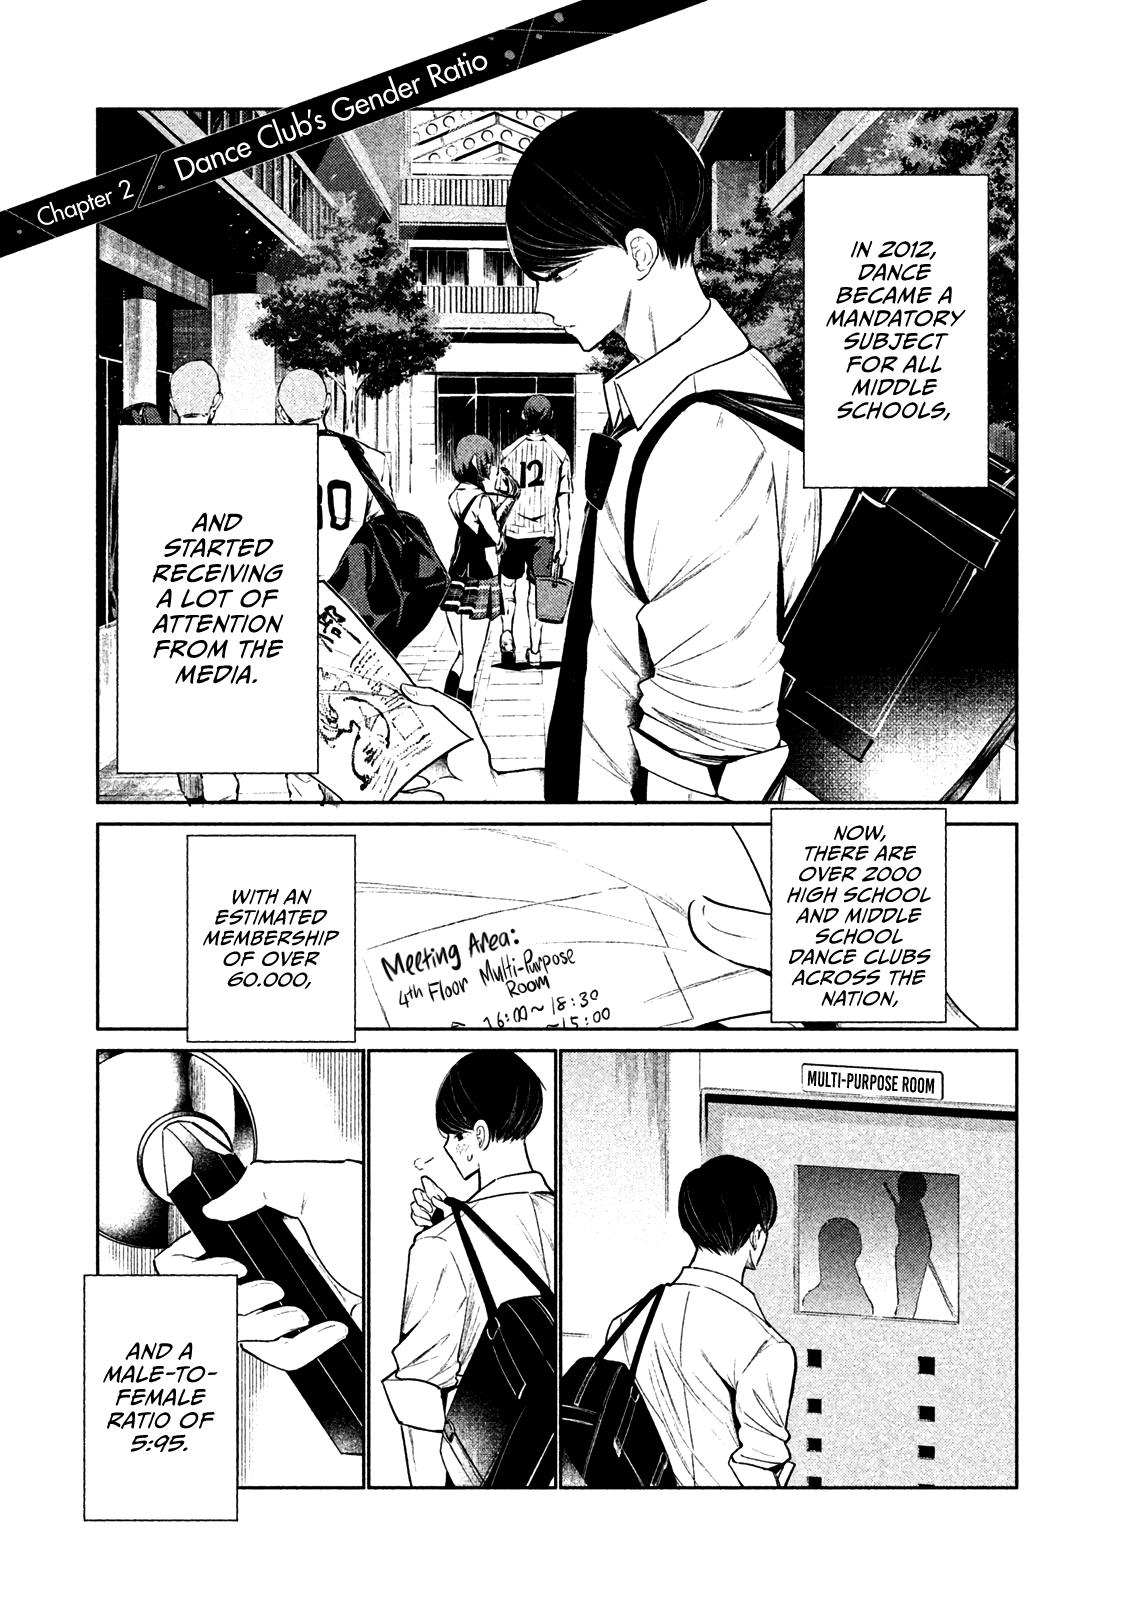 Chapter 2
Dance Club's Gender Ratio
IN 2012,
DANCE
BECAME A
MANDATORY
SUBJECT
FOR ALL
MIDDLE
SCHOOLS,
12
30
AND
STARTED
RECEIVING
A LOT OF
ATTENTION
FROM THE
MEDIA.
NOW,
THERE ARE
OVER 2000
HIGH SCHOOL
AND MIDDLE
SCHOOL
DANCE CLUBS
ACROSS THE
NATION,
Meeting Area:
4th Floor Multi-Purpose
Room
16:00~18:30
~15:00
WITH AN
ESTIMATED
MEMBERSHIP
OF OVER
60.000,
MULTI-PURPOSE ROOM
AND A
MALE-TO-
FEMALE
RATIO OF
5:95.